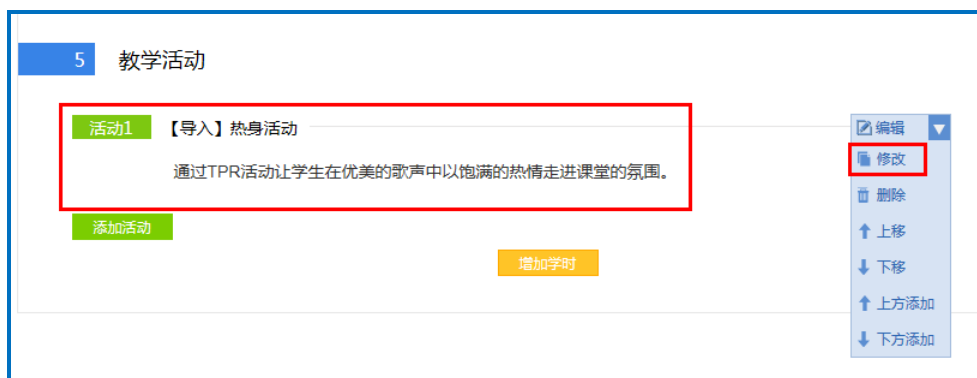 5 教学活动
活动1 【导入】热身活动
编辑
修改
通过TPR活动让学生在优美的歌声中以饱满的热情走进课堂的氛围。
删除
添加活动
上移
增加学时
下移
上方添加
下方添加